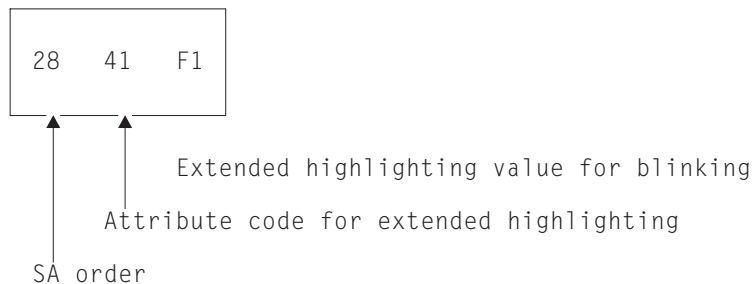 28 41 F1
Extended highlighting value for blinking
Attribute code for extended highlighting
SA order